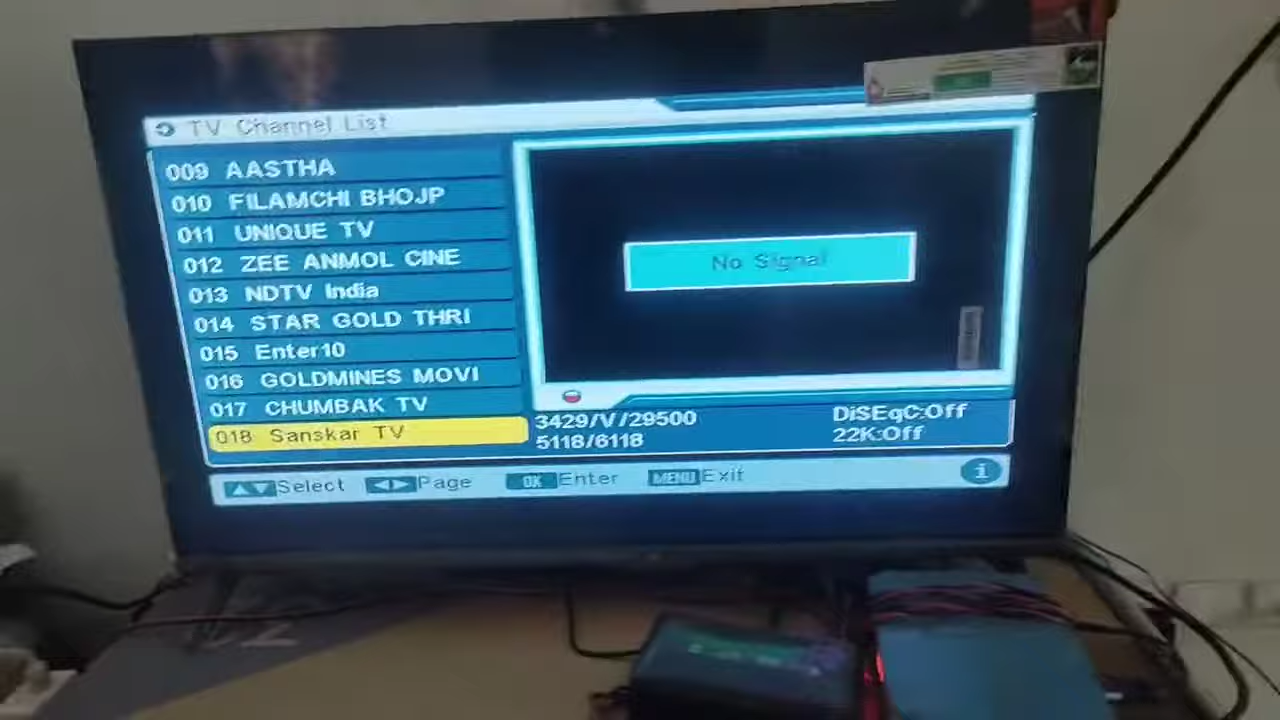 TV Channel List
009 AASTHA
010 FILAMCHI BHOJP
011 UNIQUE TV
012 ZEE ANMOL CINE
013 NDTV India
014 STAR GOLD THRI
015 Enter10
016 GOLDMINES MOVI
017 CHUMBAK TV
018 Sanskar TV
No Signal
3429/V/29500 DiSEqC:Off
5118/6118 22K:Off
Select Page OK Enter MENU Exit i